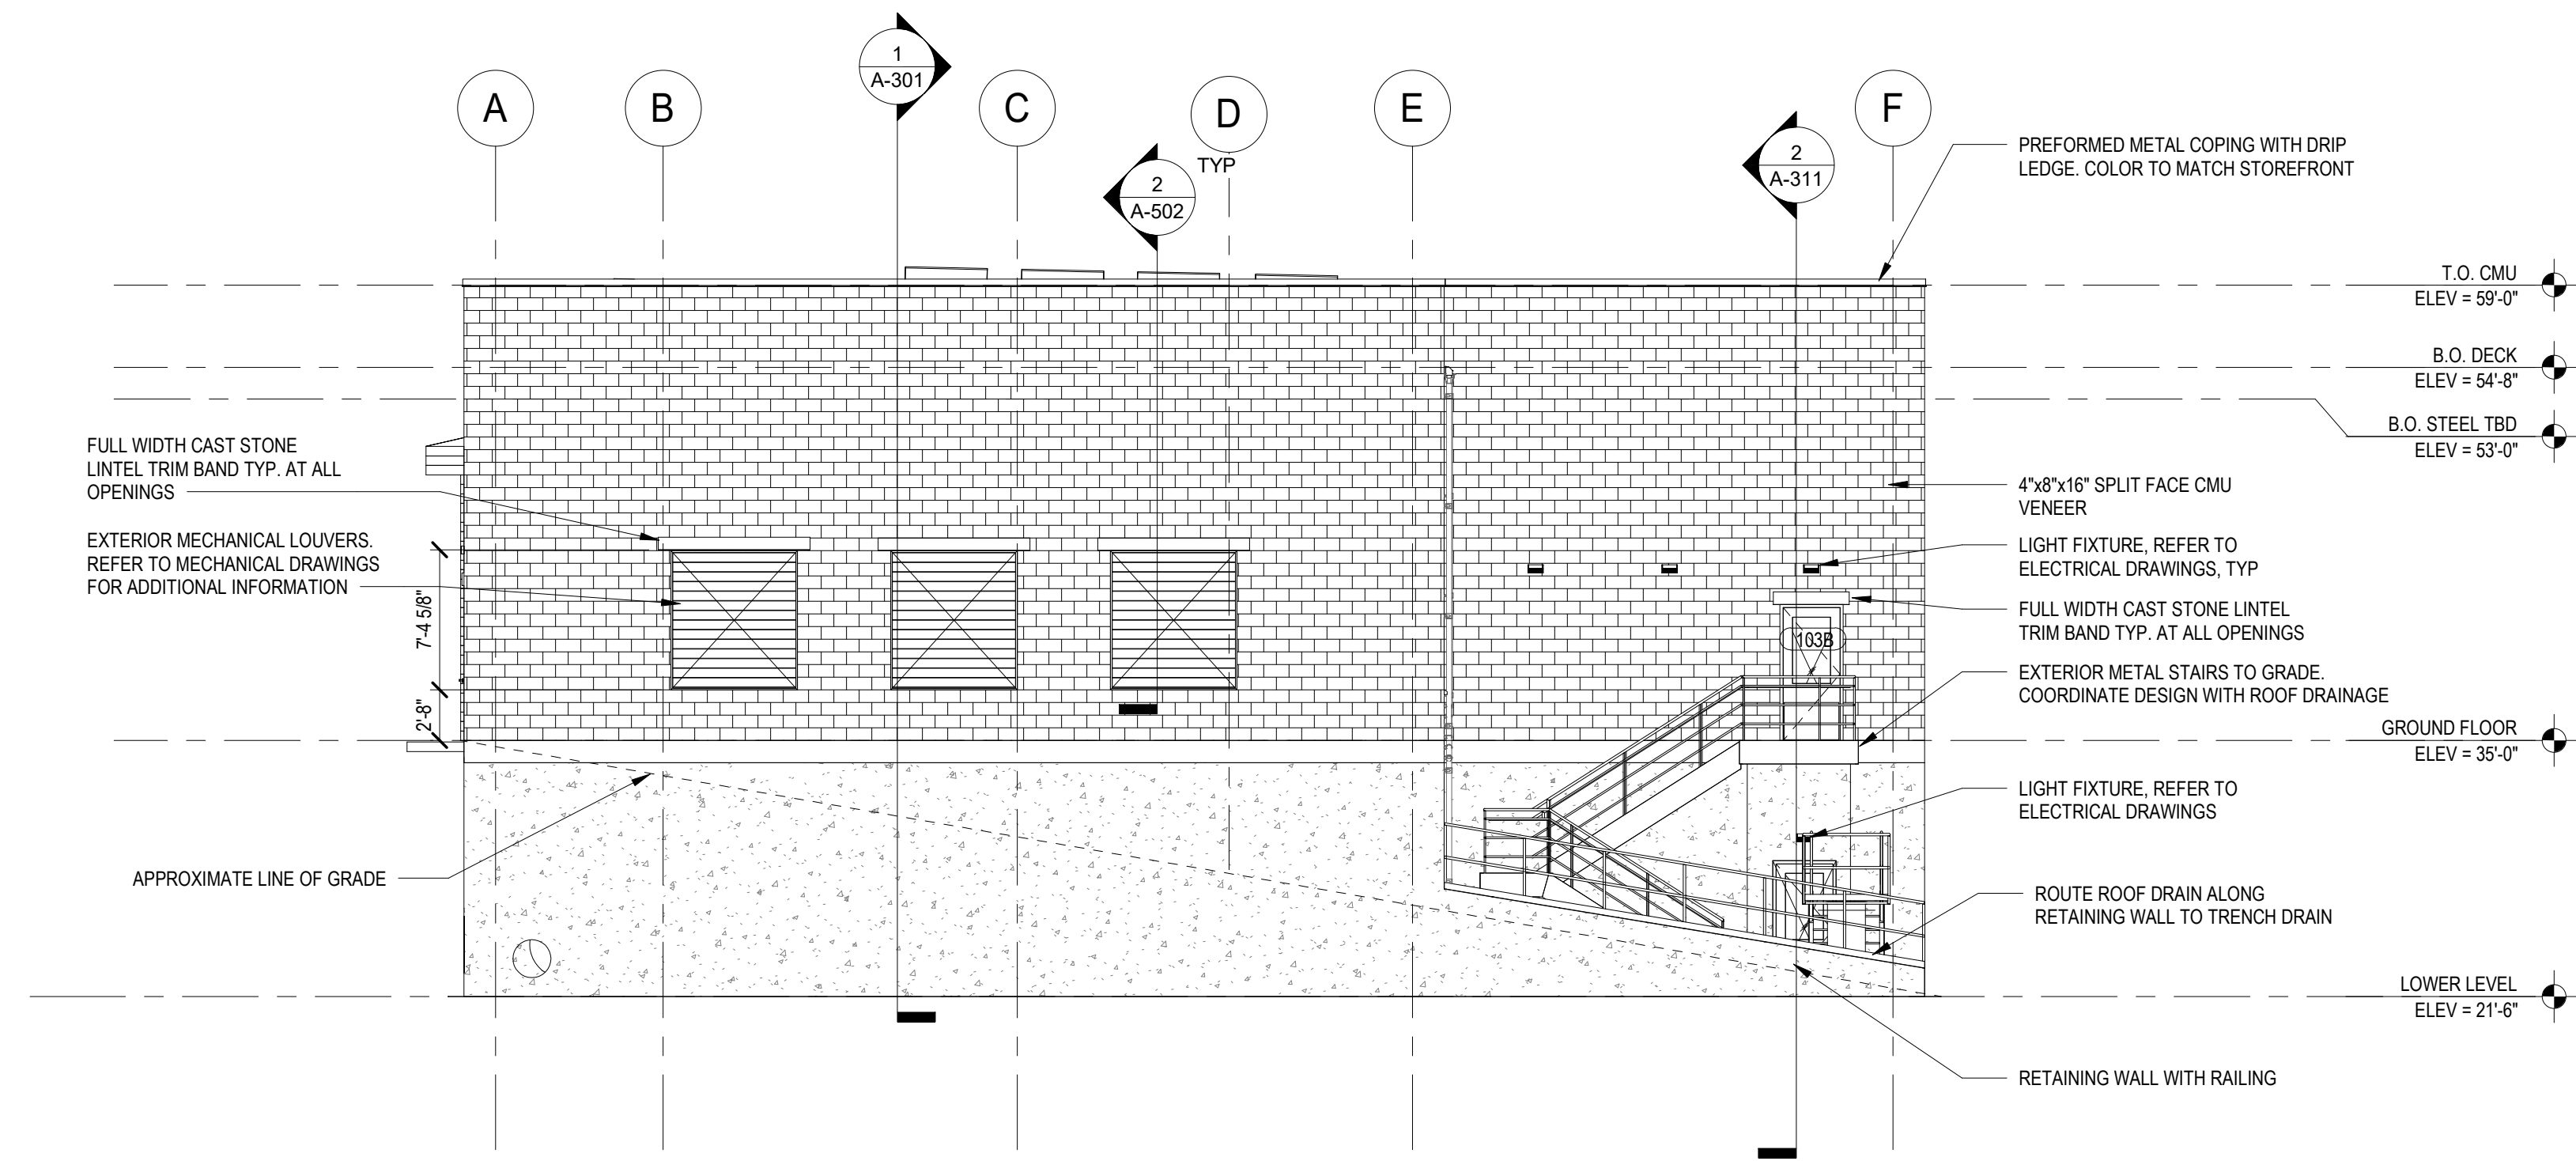 1
A-301
A
B
C
D
E
F
TYP
2
A-502
2
A-311
PREFORMED METAL COPING WITH DRIP
LEDGE. COLOR TO MATCH STOREFRONT
T.O. CMU
ELEV = 59'-0"
B.O. DECK
ELEV = 54'-8"
B.O. STEEL TBD
ELEV = 53'-0"
FULL WIDTH CAST STONE
LINTEL TRIM BAND TYP. AT ALL
OPENINGS
EXTERIOR MECHANICAL LOUVERS.
REFER TO MECHANICAL DRAWINGS
FOR ADDITIONAL INFORMATION
7'-4 5/8"
2'-8"
4"x8"x16" SPLIT FACE CMU
VENEER
LIGHT FIXTURE, REFER TO
ELECTRICAL DRAWINGS, TYP
FULL WIDTH CAST STONE LINTEL
TRIM BAND TYP. AT ALL OPENINGS
103B
EXTERIOR METAL STAIRS TO GRADE.
COORDINATE DESIGN WITH ROOF DRAINAGE
GROUND FLOOR
ELEV = 35'-0"
LIGHT FIXTURE, REFER TO
ELECTRICAL DRAWINGS
APPROXIMATE LINE OF GRADE
ROUTE ROOF DRAIN ALONG
RETAINING WALL TO TRENCH DRAIN
LOWER LEVEL
ELEV = 21'-6"
RETAINING WALL WITH RAILING